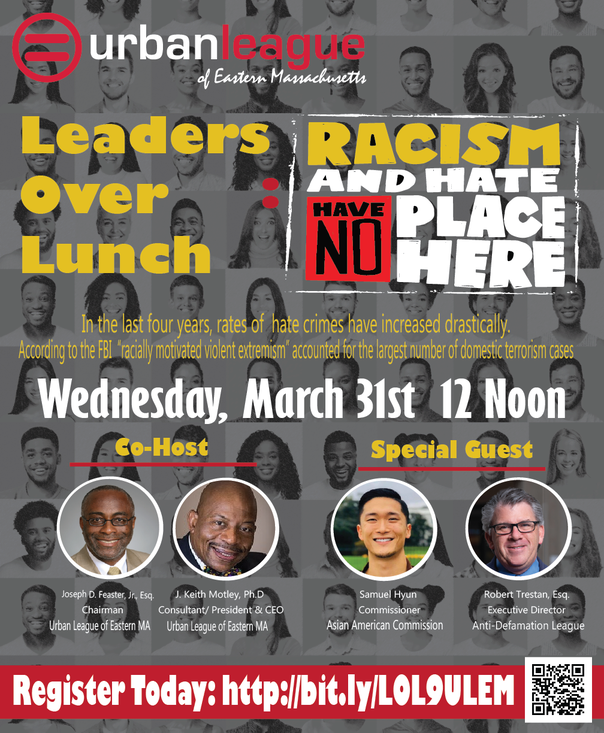 urbanleague
of Eastern Massachusetts
Leaders
Over :
Lunch
RACISM
AND HATE
HAVE
NO
PLACE
HERE
In the last four years, rates of hate crimes have increased drastically.
According to the FBI "racially motivated violent extremism" accounted for the largest number of domestic terrorism cases
Wednesday, March 31st 12 Noon
Co-Host
Special Guest
Joseph D. Feaster, Jr., Esq.
Chairman
Urban League of Eastern MA
J. Keith Motley, Ph.D
Consultant/ President & CEO
Urban League of Eastern MA
Samuel Hyun
Commissioner
Asian American Commission
Robert Trestan, Esq.
Executive Director
Anti-Defamation League
Register Today: http://bit.ly/LOL9ULEM